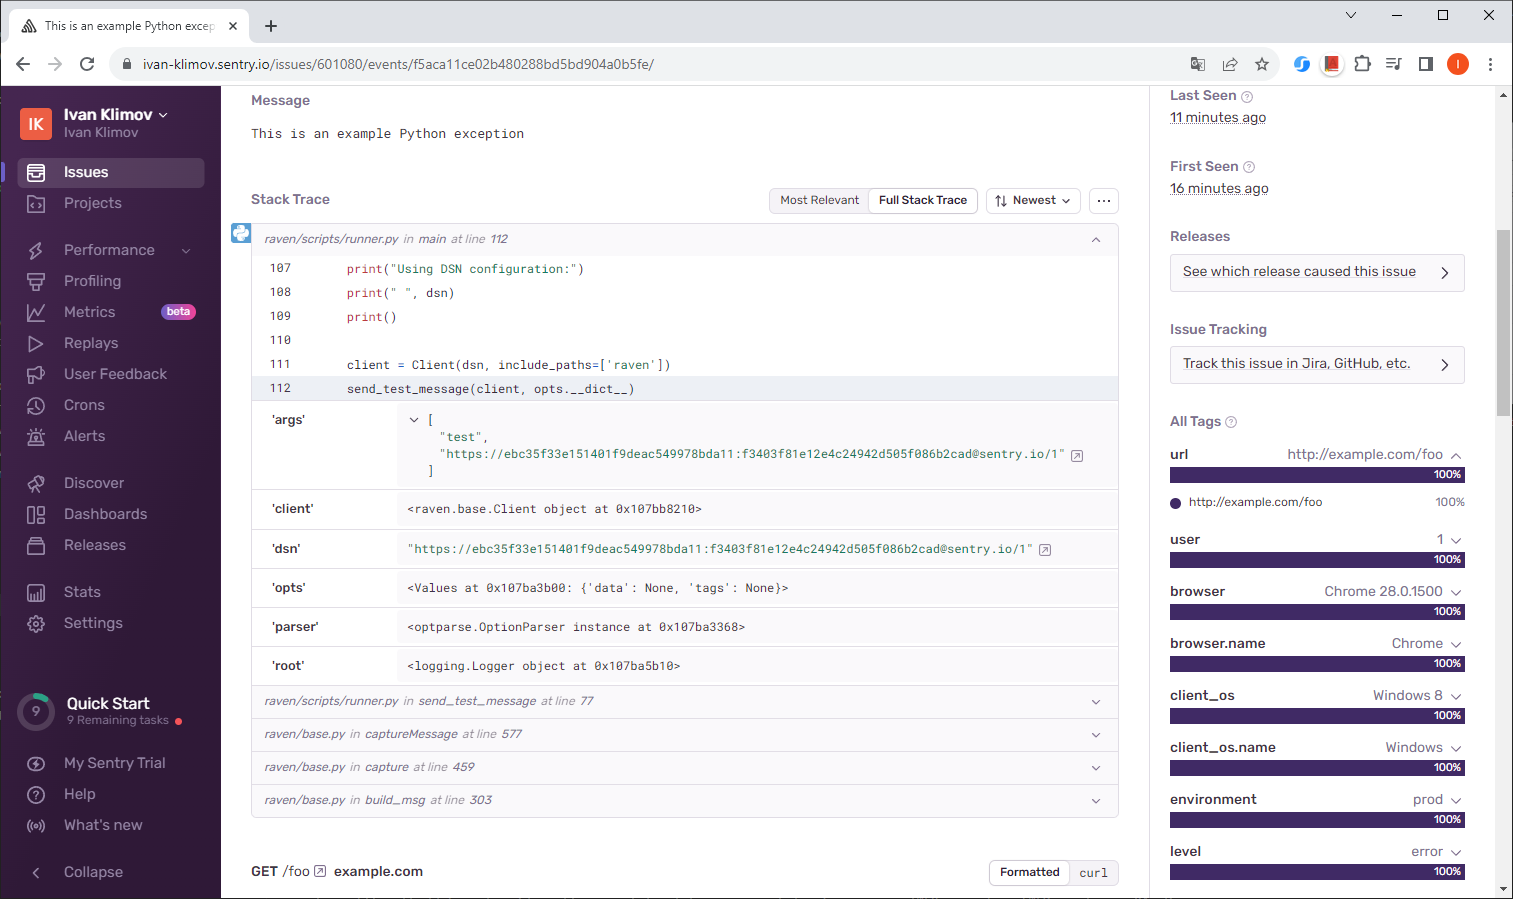 This is an example Python excep
ivan-klimov.sentry.io/issues/601080/events/f5aca11ce02b480288bd5bd904a0b5fe/
I
IK
Ivan Klimov
Ivan Klimov
Issues
Projects
Performance
Profiling
Metrics beta
Replays
User Feedback
Crons
Alerts
Discover
Dashboards
Releases
Stats
Settings
9
Quick Start
9 Remaining tasks
My Sentry Trial
Help
What's new
Collapse
Message
This is an example Python exception
Stack Trace
Most Relevant Full Stack Trace Newest
raven/scripts/runner.py in main at line 112
107 print("Using DSN configuration:")
108 print(" ", dsn)
109 print()
110
111 client = Client(dsn, include_paths=['raven'])
112 send_test_message(client, opts.__dict__)
'args' [
"test",
"https://ebc35f33e151401f9deac549978bda11:f3403f81e12e4c24942d505f086b2cad@sentry.io/1"
]
'client' <raven.base.Client object at 0x107bb8210>
'dsn' "https://ebc35f33e151401f9deac549978bda11:f3403f81e12e4c24942d505f086b2cad@sentry.io/1"
'opts' <Values at 0x107ba3b00: {'data': None, 'tags': None}>
'parser' <optparse.OptionParser instance at 0x107ba3368>
'root' <logging.Logger object at 0x107ba5b10>
raven/scripts/runner.py in send_test_message at line 77
raven/base.py in captureMessage at line 577
raven/base.py in capture at line 459
raven/base.py in build_msg at line 303
GET /foo example.com
Formatted curl
Last Seen ?
11 minutes ago
First Seen ?
16 minutes ago
Releases
See which release caused this issue
Issue Tracking
Track this issue in Jira, GitHub, etc.
All Tags ?
url http://example.com/foo
100%
http://example.com/foo 100%
user 1
100%
browser Chrome 28.0.1500
100%
browser.name Chrome
100%
client_os Windows 8
100%
client_os.name Windows
100%
environment prod
100%
level error
100%